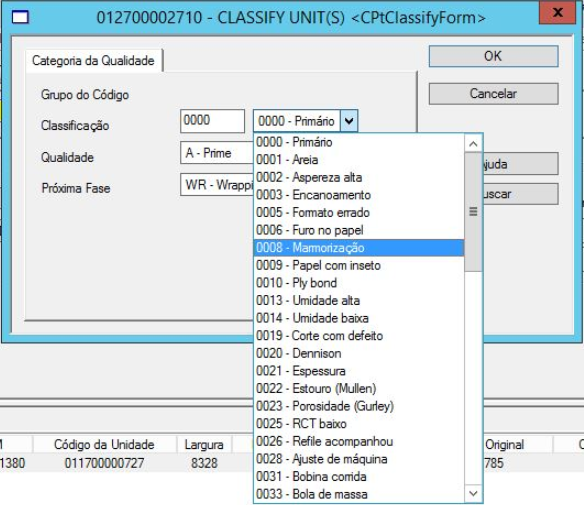 012700002710 - CLASSIFY UNIT(S) <CPtClassifyForm>
x
Categoria da Qualidade
OK
Cancelar
Grupo do Código
Classificação
0000
0000 - Primário
Qualidade
A - Prime
Próxima Fase
WR - Wrappi
juda
uscar
0000 - Primário
0001 - Areia
0002 - Aspereza alta
0003 - Encanoamento
0005 - Formato errado
0006 - Furo no papel
0008 - Marmorização
0009 - Papel com inseto
0010 - Ply bond
0013 - Umidade alta
0014 - Umidade baixa
0019 - Corte com defeito
0020 - Dennison
0021 - Espessura
0022 - Estouro (Mullen)
0023 - Porosidade (Gurley)
0025 - RCT baixo
0026 - Refile acompanhou
0028 - Ajuste de máquina
0031 - Bobina corrida
0033 - Bola de massa
Código da Unidade
Largura
Original
1380
011700000727
8328
785